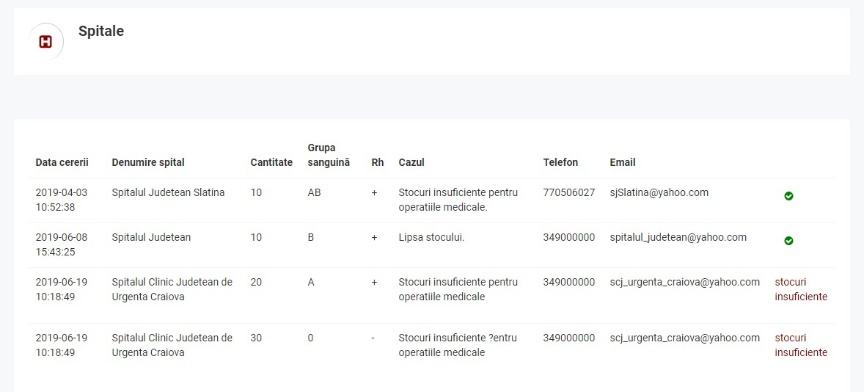 H
Spitale
Data cererii Denumire spital Cantitate Grupa sanguină Rh Cazul Telefon Email
2019-04-03 10:52:38 Spitalul Judetean Slatina 10 AB + Stocuri insuficiente pentru operatiile medicale. 770506027 sjSlatina@yahoo.com
2019-06-08 15:43:25 Spitalul Judetean 10 B + Lipsa stocului. 349000000 spitalul_judetean@yahoo.com
2019-06-19 10:18:49 Spitalul Clinic Judetean de Urgenta Craiova 20 A + Stocuri insuficiente pentru operatiile medicale 349000000 scj_urgenta_craiova@yahoo.com stocuri insuficiente
2019-06-19 10:18:49 Spitalul Clinic Judetean de Urgenta Craiova 30 0 - Stocuri insuficiente ?entru operatiile medicale 349000000 scj_urgenta_craiova@yahoo.com stocuri insuficiente